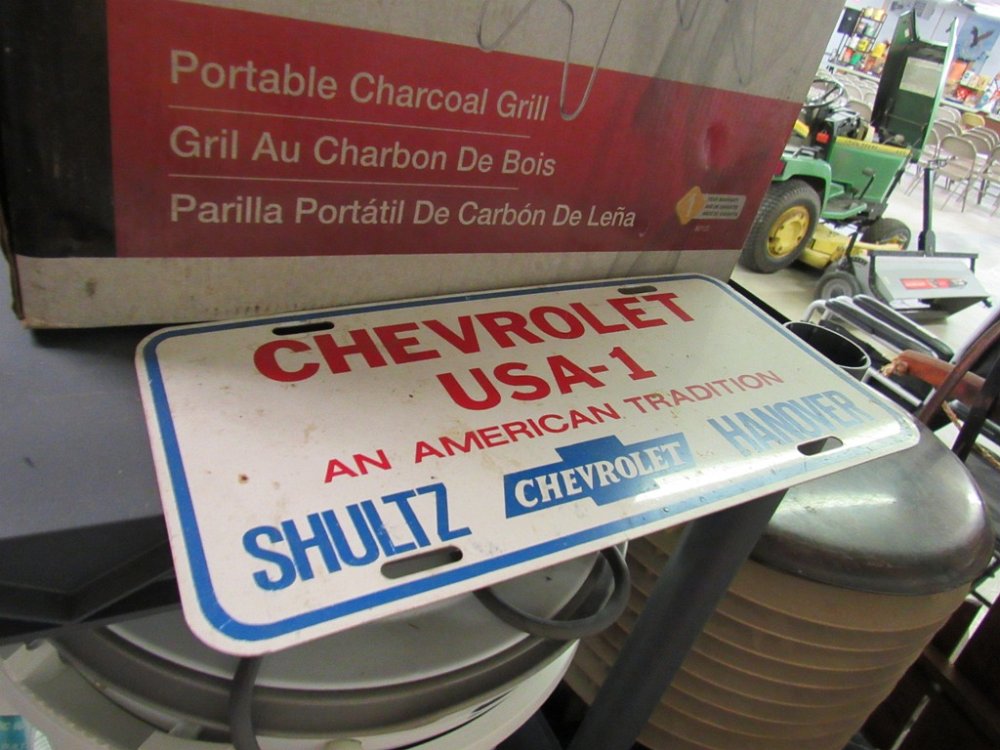 Portable Charcoal Grill
Gril Au Charbon De Bois
Parilla Portátil De Carbón De Leña
CHEVROLET
USA-1
AN AMERICAN TRADITION
SHULTZ CHEVROLET HANOVER